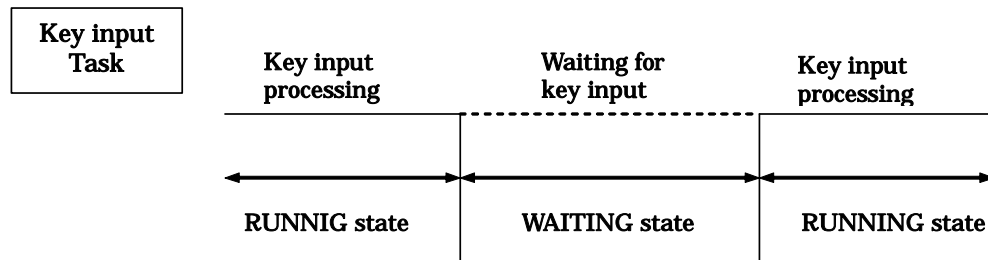 Key input
Task
Key input
processing
Waiting for
key input
Key input
processing
RUNNIG state
WAITING state
RUNNING state